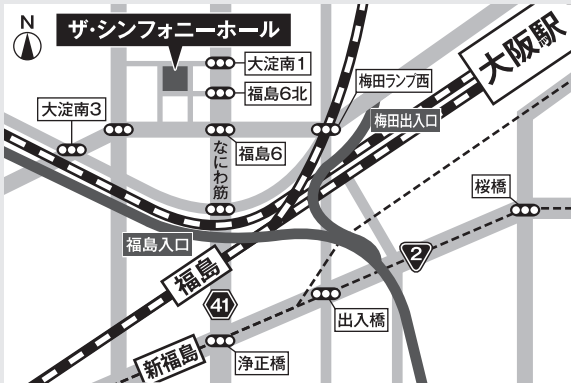 N
ザ・シンフォニーホール
大阪駅
大淀南1
梅田ランプ西
福島6北
大淀南3
梅田出入口
福島6
なにわ筋
桜橋
福島入口
2
福島
41
出入橋
新福島
浄正橋